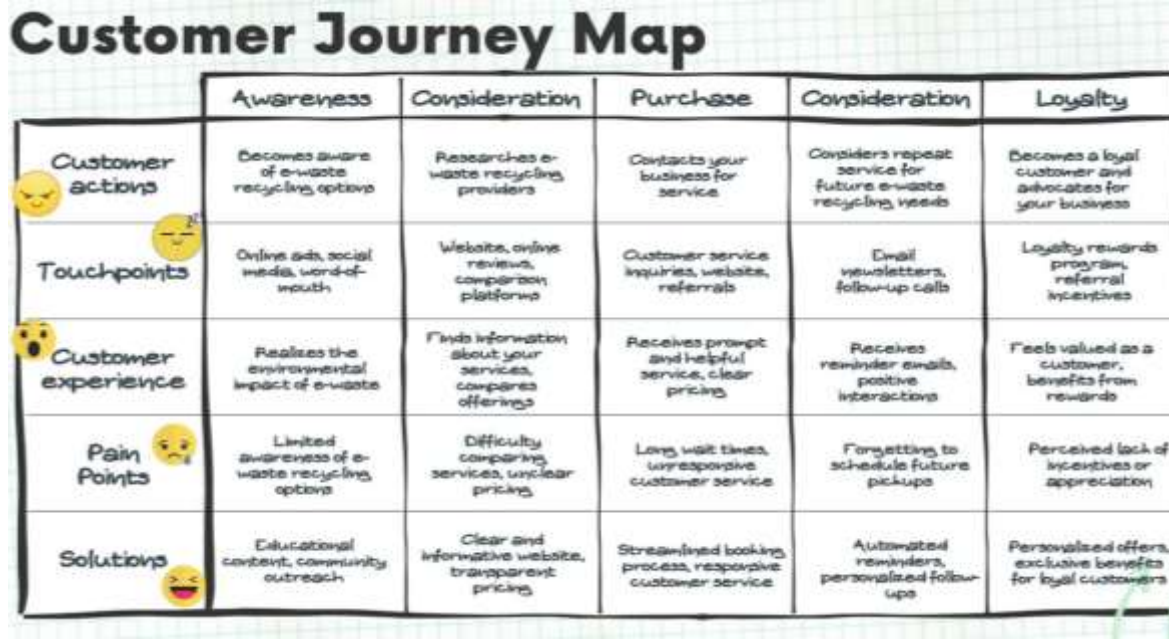 Customer Journey Map
Awareness
Consideration
Purchase
Consideration
Loyalty
Customer
actions
Becomes aware
of e-waste
recycling options
Researches e-
waste recycling
providers
Contacts your
business for
service
Considers repeat
service for
future e-waste
recycling needs
Becomes a loyal
customer and
advocates for
your business
Touchpoints
Online ads, social
media, word-of-
mouth
Website, online
reviews,
comparison
platforms
Customer service
inquiries, website,
referrals
Email
newsletters,
follow-up calls
Loyalty rewards
program,
referral
incentives
Customer
experience
Realizes the
environmental
impact of e-waste
Finds information
about your
services,
compares
offerings
Receives prompt
and helpful
service, clear
pricing
Receives
reminder emails,
positive
interactions
Feels valued as a
customer,
benefits from
rewards
Pain
Points
Limited
awareness of e-
waste recycling
options
Difficulty
comparing
services, unclear
pricing
Long wait times,
unresponsive
customer service
Forgetting to
schedule future
pickups
Perceived lack of
incentives or
appreciation
Solutions
Educational
content, community
outreach
Clear and
informative website,
transparent
pricing
Streamlined booking
process, responsive
customer service
Automated
reminders,
personalized follow-
ups
Personalized offers,
exclusive benefits
for loyal customers